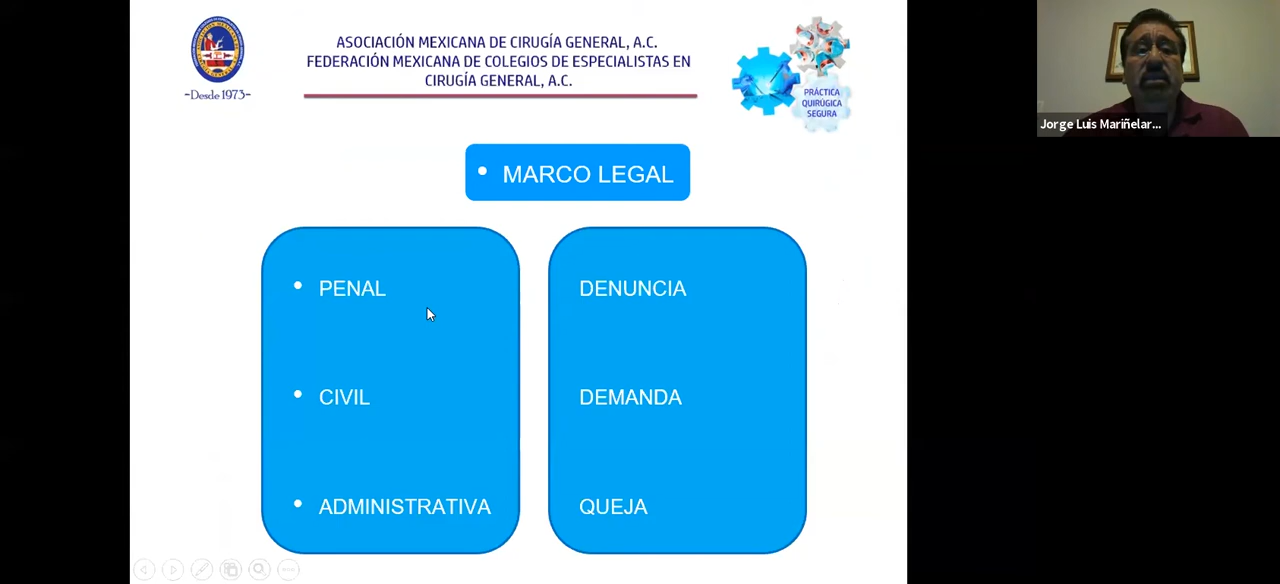 ASOCIACIÓN MEXICANA DE CIRUGÍA GENERAL, A.C.
FEDERACIÓN MEXICANA DE COLEGIOS DE ESPECIALISTAS EN
CIRUGÍA GENERAL, A.C.
~Desde 1973~
PRÁCTICA
QUIRÚGICA
SEGURA
Jorge Luis Mariñelar...
• MARCO LEGAL
• PENAL
DENUNCIA
• CIVIL
DEMANDA
• ADMINISTRATIVA
QUEJA